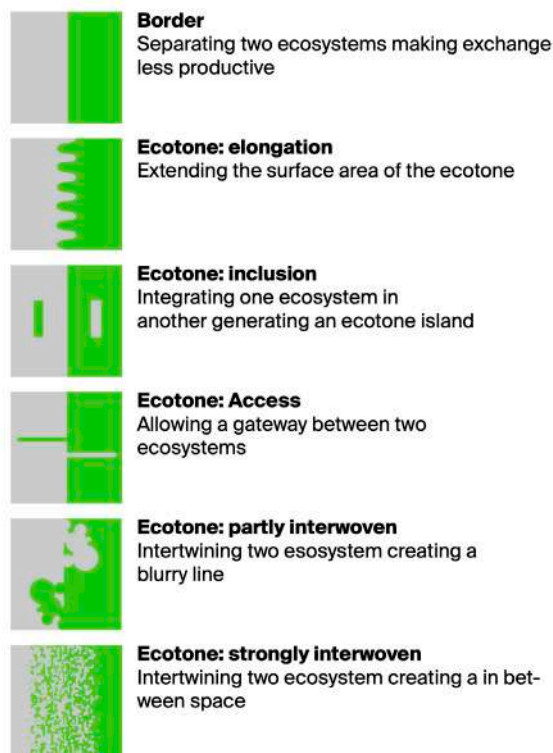 Border
Separating two ecosystems making exchange
less productive
Ecotone: elongation
Extending the surface area of the ecotone
Ecotone: inclusion
Integrating one ecosystem in
another generating an ecotone island
Ecotone: Access
Allowing a gateway between two
ecosystems
Ecotone: partly interwoven
Intertwining two esosystem creating a
blurry line
Ecotone: strongly interwoven
Intertwining two ecosystem creating a in bet-
ween space